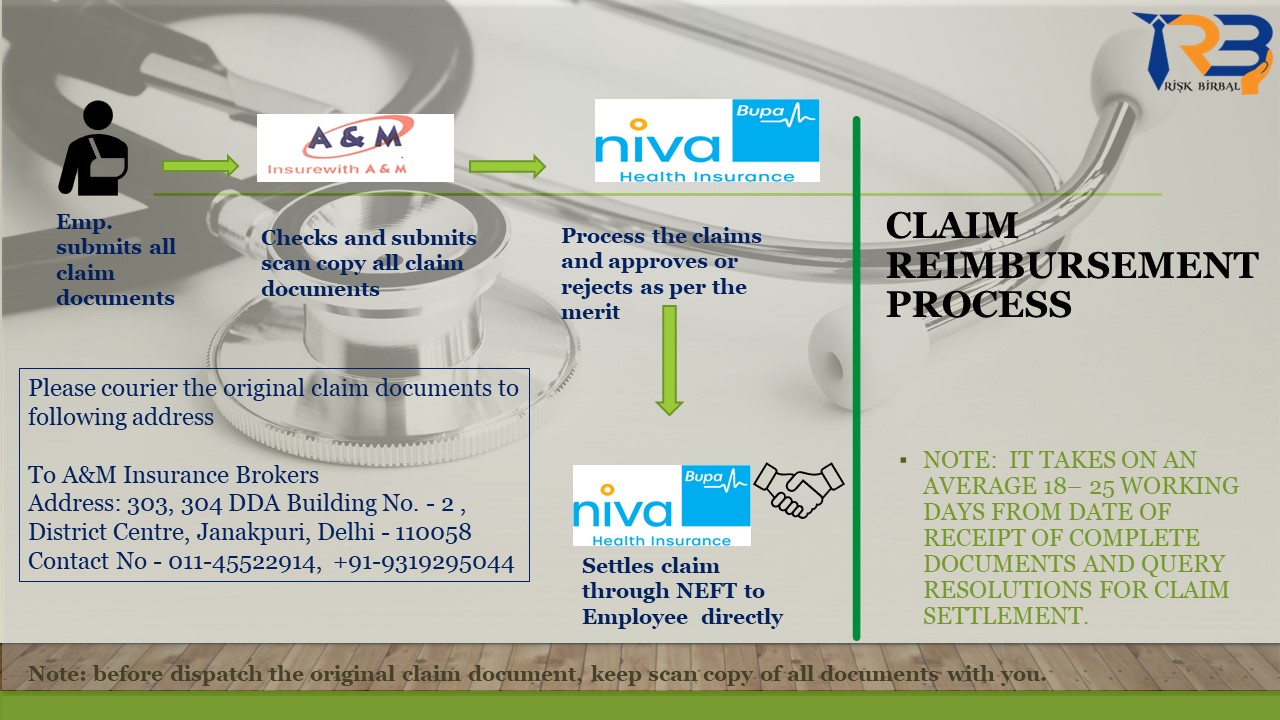 RISK BIRBAL
A & M
Insurewith A & M
Bupa
niva
Health Insurance
Emp.
submits all
claim
documents
Checks and submits
scan copy all claim
documents
Process the claims
and approves or
rejects as per the
merit
CLAIM
REIMBURSEMENT
PROCESS
Please courier the original claim documents to
following address
To A&M Insurance Brokers
Address: 303, 304 DDA Building No. - 2 ,
District Centre, Janakpuri, Delhi - 110058
Contact No - 011-45522914, +91-9319295044
Bupa
niva
Health Insurance
Settles claim
through NEFT to
Employee directly
▪ NOTE: IT TAKES ON AN
AVERAGE 18– 25 WORKING
DAYS FROM DATE OF
RECEIPT OF COMPLETE
DOCUMENTS AND QUERY
RESOLUTIONS FOR CLAIM
SETTLEMENT.
Note: before dispatch the original claim document, keep scan copy of all documents with you.